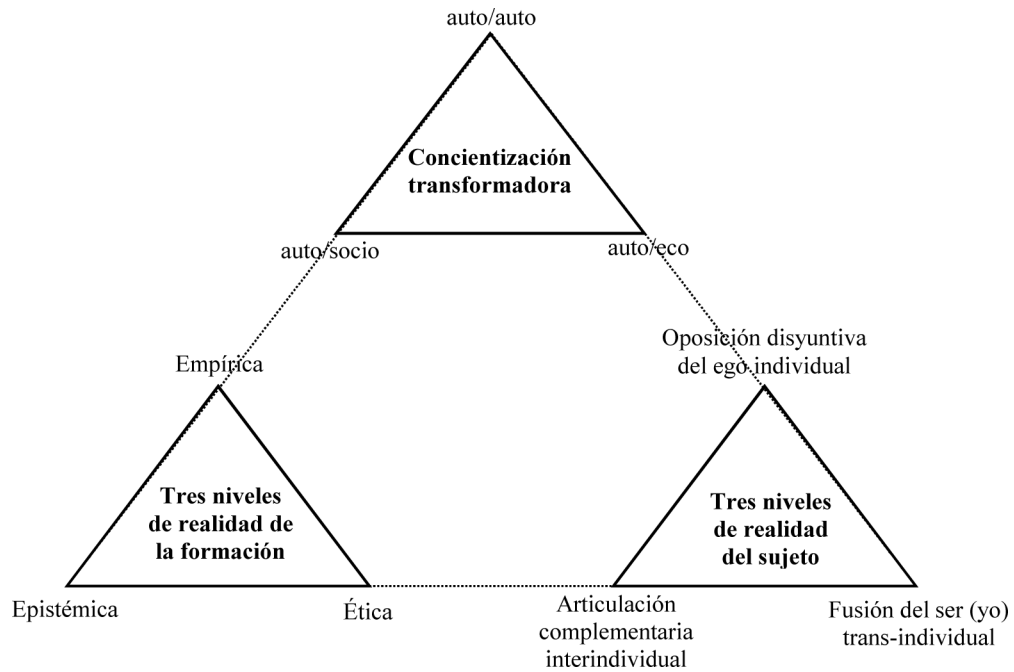 auto/auto
Concientización
transformadora
auto/socio
auto/eco
Empírica
Oposición disyuntiva
del ego individual
Tres niveles
de realidad de
la formación
Tres niveles
de realidad
del sujeto
Epistémica
Ética
Articulación
complementaria
interindividual
Fusión del ser (yo)
trans-individual